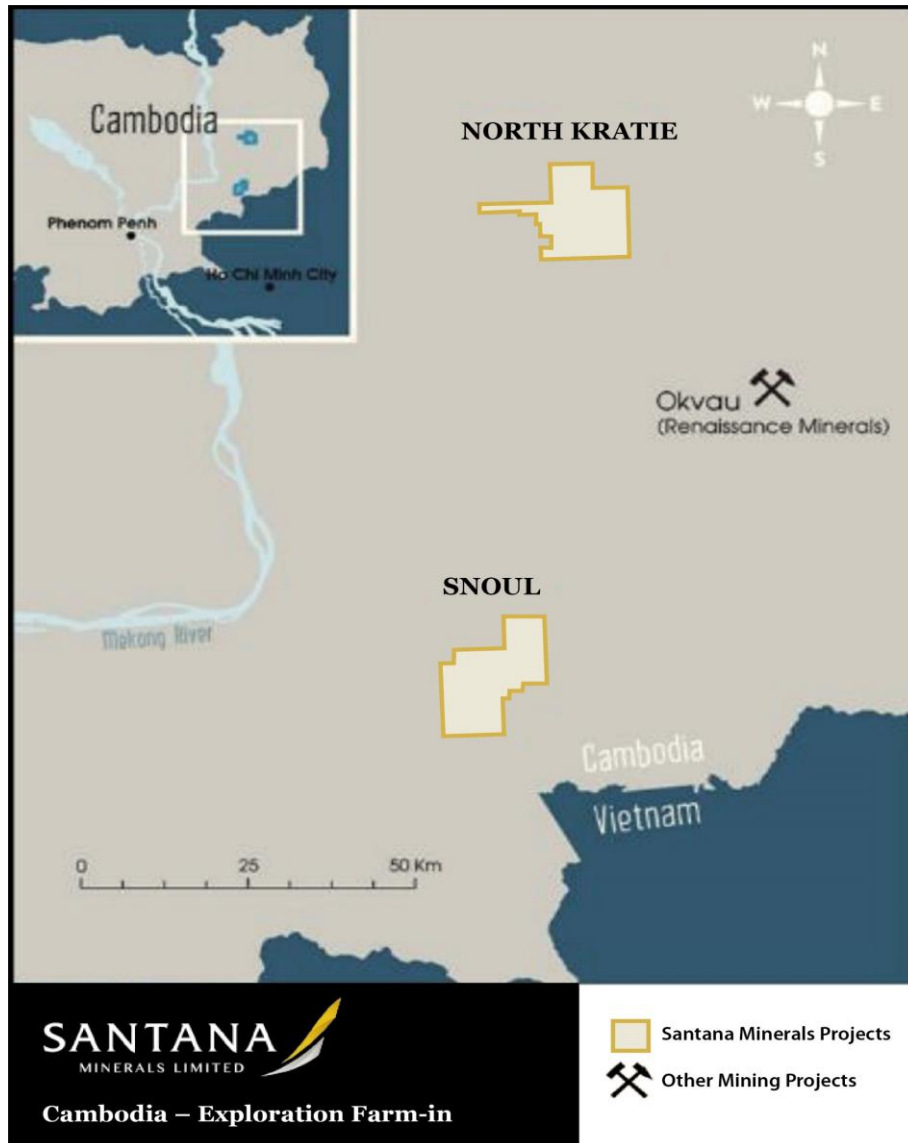 Cambodia
Phenom Penh
Ho Chi Minh City
N
W E
S
NORTH KRATIE
Okvau
(Renaissance Minerals)
SNOUL
Mekong River
Cambodia
Vietnam
0 25 50 Km
SANTANA
MINERALS LIMITED
Cambodia – Exploration Farm-in
Santana Minerals Projects
Other Mining Projects